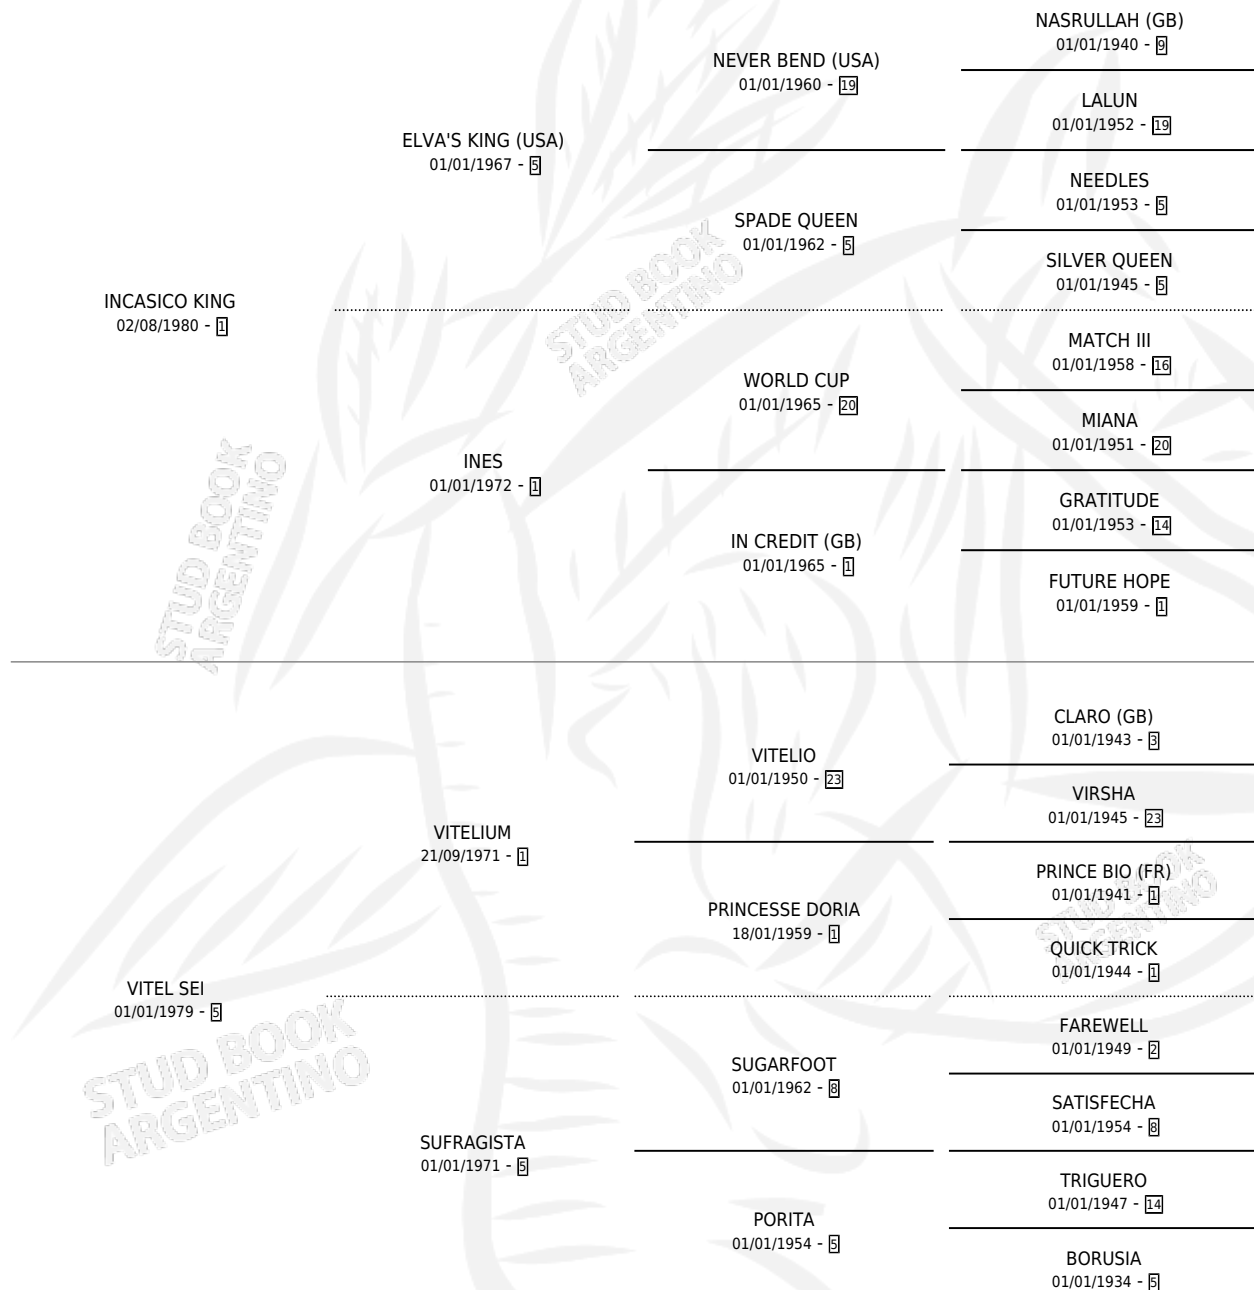 NASRULLAH (GB)
01/01/1940 - 9
NEVER BEND (USA)
01/01/1960 - 19
LALUN
01/01/1952 - 19
ELVA'S KING (USA)
01/01/1967 - 5
NEEDLES
01/01/1953 - 5
SPADE QUEEN
01/01/1962 - 5
SILVER QUEEN
01/01/1945 - 5
INCASICO KING
02/08/1980 - 1
MATCH III
01/01/1958 - 16
WORLD CUP
01/01/1965 - 20
MIANA
01/01/1951 - 20
INES
01/01/1972 - 1
GRATITUDE
01/01/1953 - 14
IN CREDIT (GB)
01/01/1965 - 1
FUTURE HOPE
01/01/1959 - 1
CLARO (GB)
01/01/1943 - 3
VITELIO
01/01/1950 - 23
VIRSHA
01/01/1945 - 23
VITELIUM
21/09/1971 - 1
PRINCE BIO (FR)
01/01/1941 - 1
PRINCESSE DORIA
18/01/1959 - 1
QUICK TRICK
01/01/1944 - 1
VITEL SEI
01/01/1979 - 5
FAREWELL
01/01/1949 - 2
SUGARFOOT
01/01/1962 - 8
SATISFECHA
01/01/1954 - 8
SUFRAGISTA
01/01/1971 - 5
TRIGUERO
01/01/1947 - 14
PORITA
01/01/1954 - 5
BORUSIA
01/01/1934 - 5
STUD BOOK
ARGENTINO
STUD BOOK
ARGENTINO
STUD BOOK
ARGENTINO
STUD BOOK
ARGENTINO